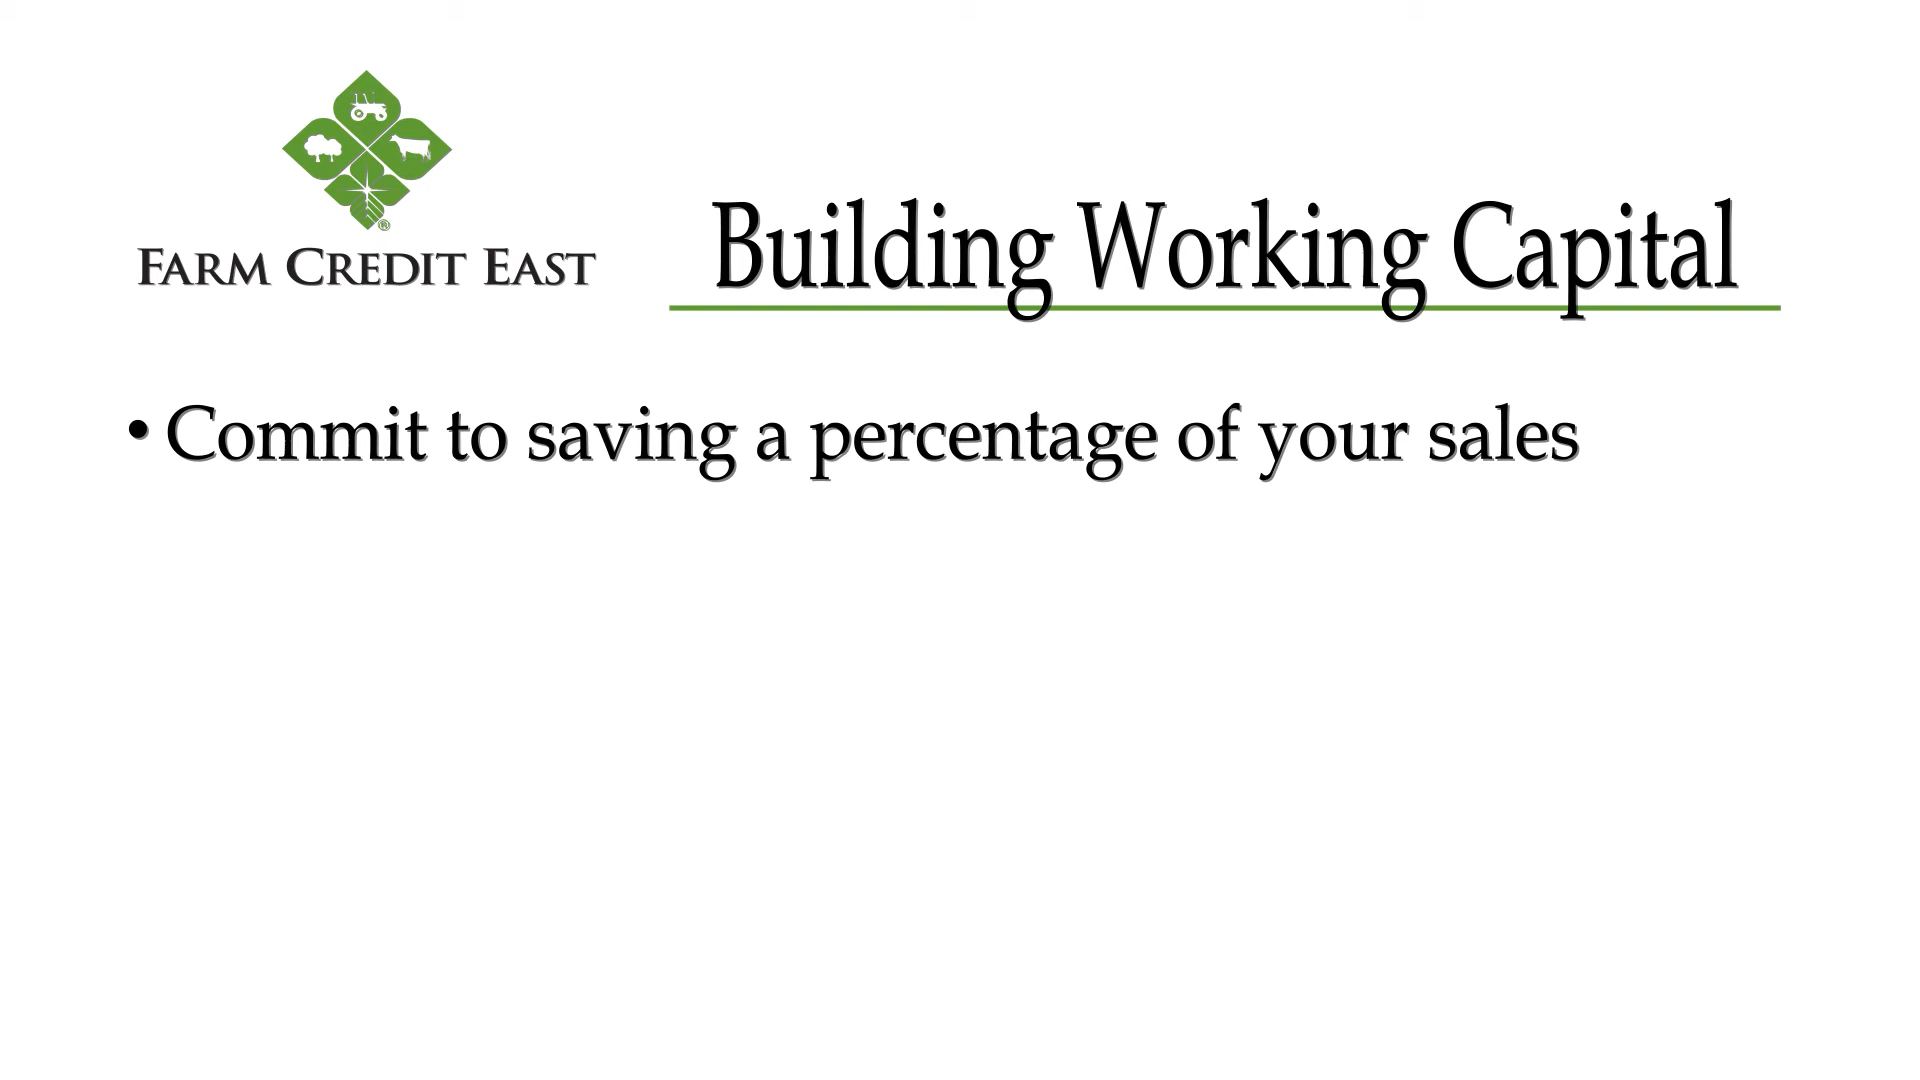 FARM CREDIT EAST
Building Working Capital
• Commit to saving a percentage of your sales